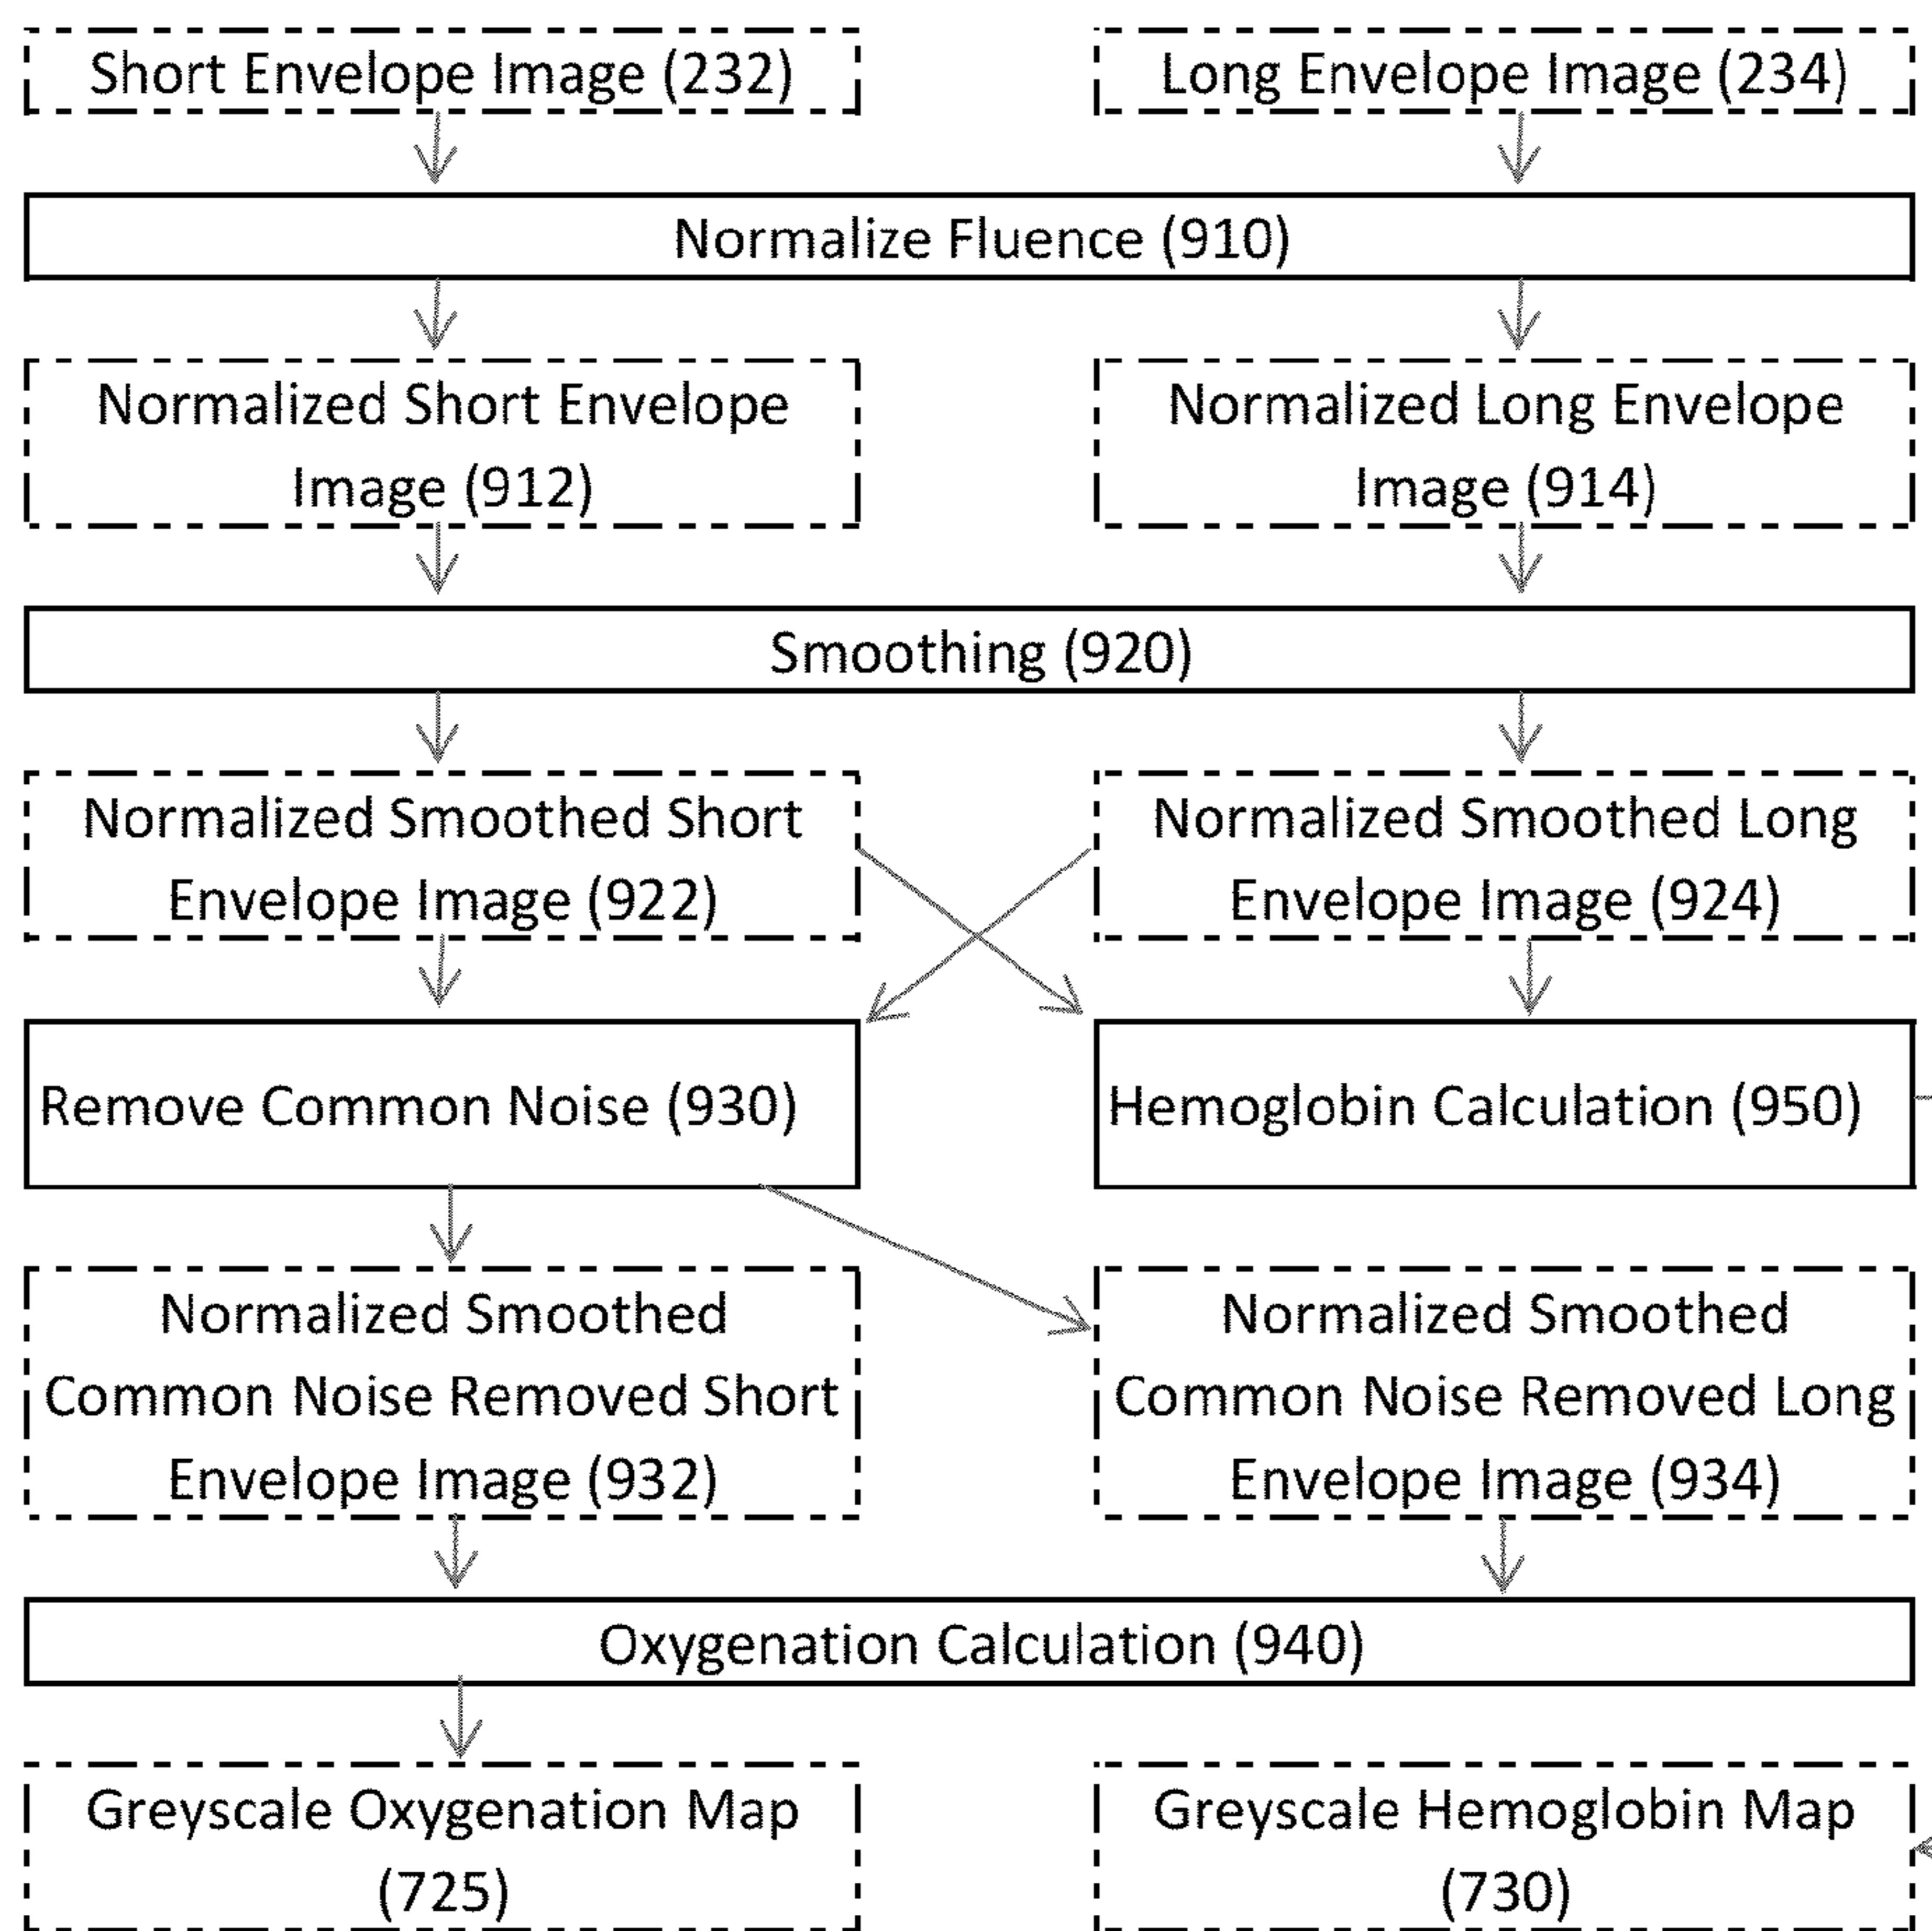 Short Envelope Image (232)
Long Envelope Image (234)
Normalize Fluence (910)
Normalized Short Envelope
Image (912)
Normalized Long Envelope
Image (914)
Smoothing (920)
Normalized Smoothed Short
Envelope Image (922)
Normalized Smoothed Long
Envelope Image (924)
Remove Common Noise (930)
Hemoglobin Calculation (950)
Normalized Smoothed
Common Noise Removed Short
Envelope Image (932)
Normalized Smoothed
Common Noise Removed Long
Envelope Image (934)
Oxygenation Calculation (940)
Greyscale Oxygenation Map
(725)
Greyscale Hemoglobin Map
(730)